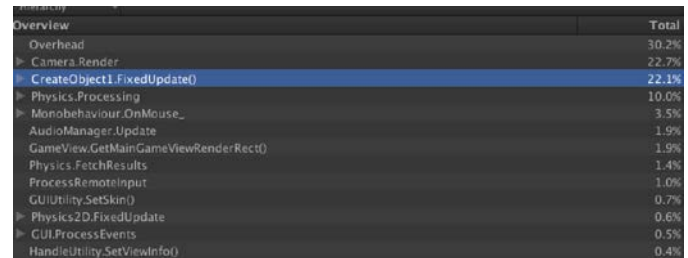 Hierarchy
Overview Total
Overhead 30.2%
Camera.Render 22.7%
CreateObject1.FixedUpdate() 22.1%
Physics.Processing 10.0%
Monobehaviour.OnMouse_ 3.5%
AudioManager.Update 1.9%
GameView.GetMainGameViewRenderRect() 1.9%
Physics.FetchResults 1.4%
ProcessRemoteInput 1.0%
GUIUtility.SetSkin() 0.7%
Physics2D.FixedUpdate 0.6%
GUI.ProcessEvents 0.5%
HandleUtility.SetViewInfo() 0.4%